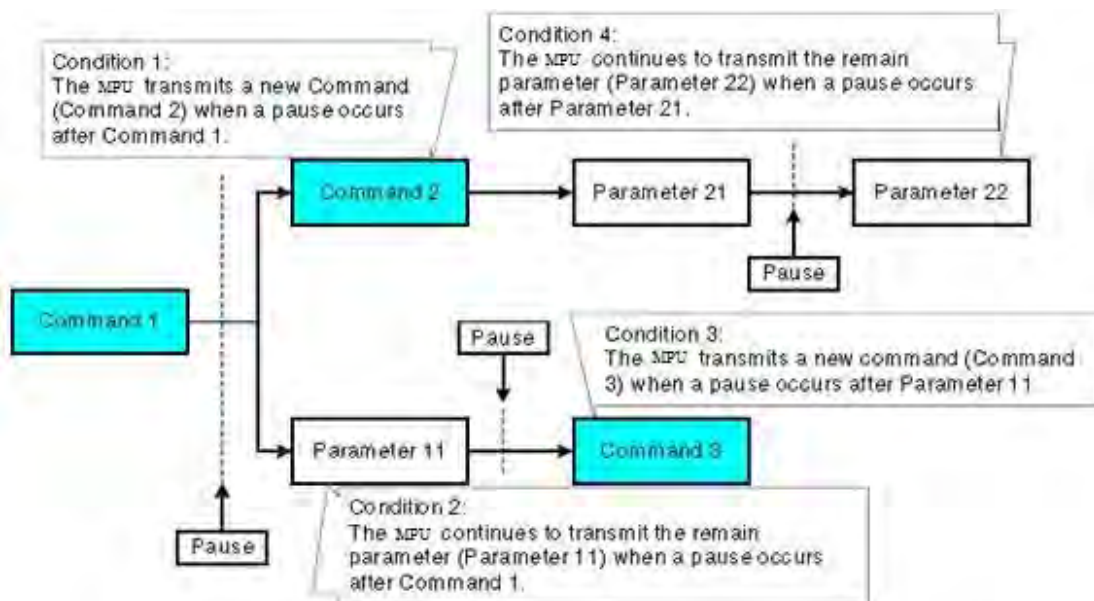 Condition 1:
The MPU transmits a new Command
(Command 2) when a pause occurs
after Command 1.
Condition 4:
The MPU continues to transmit the remain
parameter (Parameter 22) when a pause occurs
after Parameter 21.
Command 2
Parameter 21
Parameter 22
Pause
Command 1
Pause
Condition 3:
The MPU transmits a new command (Command
3) when a pause occurs after Parameter 11
Parameter 11
Command 3
Pause
Condition 2:
The MPU continues to transmit the remain
parameter (Parameter 11) when a pause occurs
after Command 1.